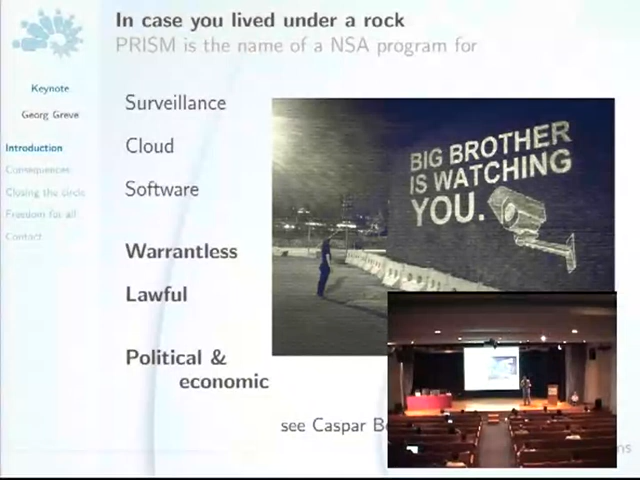 In case you lived under a rock
PRISM is the name of a NSA program for
Keynote
Georg Greve
Introduction
Consequences
Closing the circle
Freedom for all
Contact
Surveillance
Cloud
Software
Warrantless
Lawful
Political &
economic
BIG BROTHER
IS WATCHING
YOU.
see Caspar